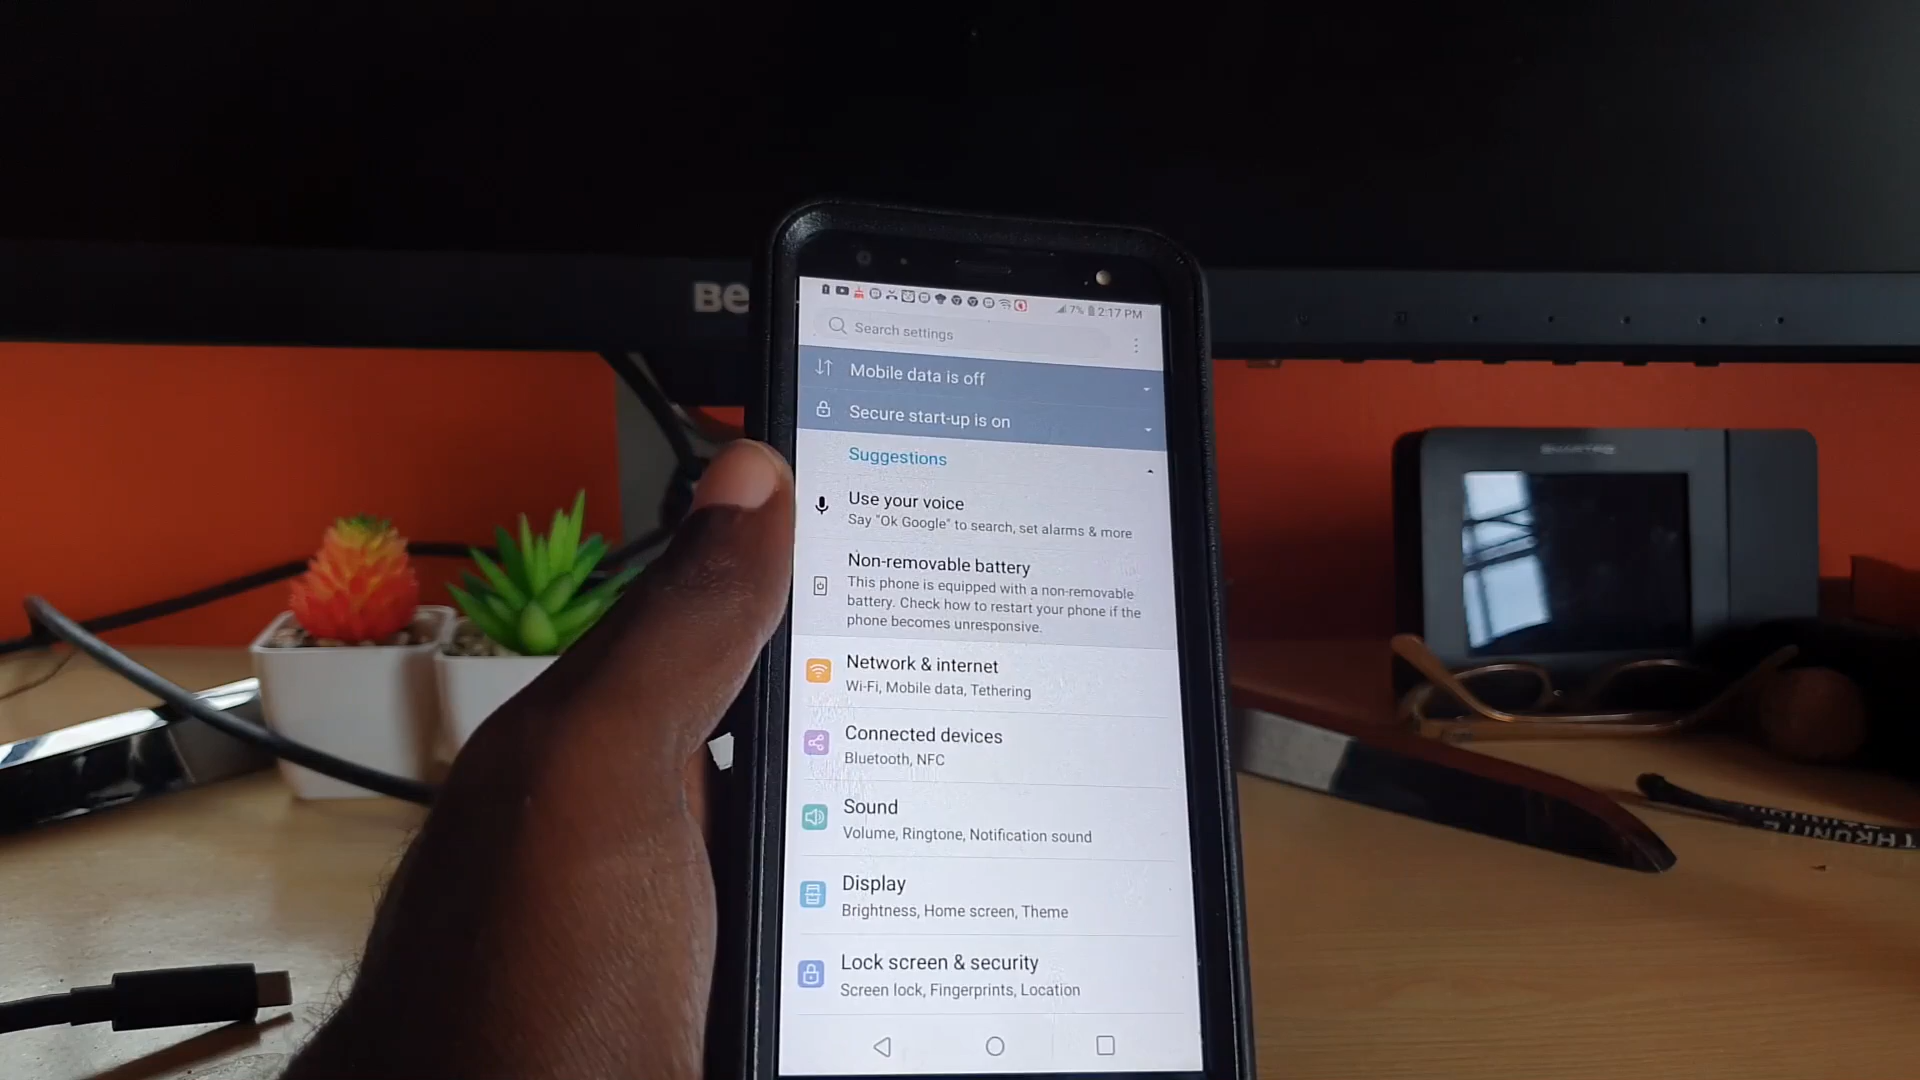 Be
7% 2:17 PM
Search settings
Mobile data is off
Secure start-up is on
Suggestions
Use your voice
Say "Ok Google" to search, set alarms & more
Non-removable battery
This phone is equipped with a non-removable
battery. Check how to restart your phone if the
phone becomes unresponsive.
Network & internet
Wi-Fi, Mobile data, Tethering
Connected devices
Bluetooth, NFC
Sound
Volume, Ringtone, Notification sound
Display
Brightness, Home screen, Theme
Lock screen & security
Screen lock, Fingerprints, Location
THRUNITE